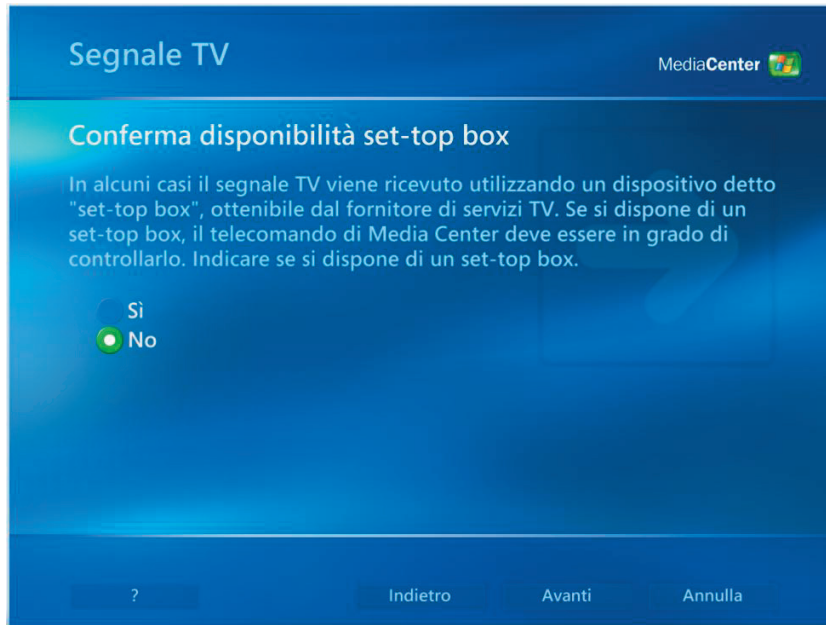 Segnale TV
MediaCenter
Conferma disponibilità set-top box
In alcuni casi il segnale TV viene ricevuto utilizzando un dispositivo detto
"set-top box", ottenibile dal fornitore di servizi TV. Se si dispone di un
set-top box, il telecomando di Media Center deve essere in grado di
controllarlo. Indicare se si dispone di un set-top box.
Sì
No
? Indietro Avanti Annulla